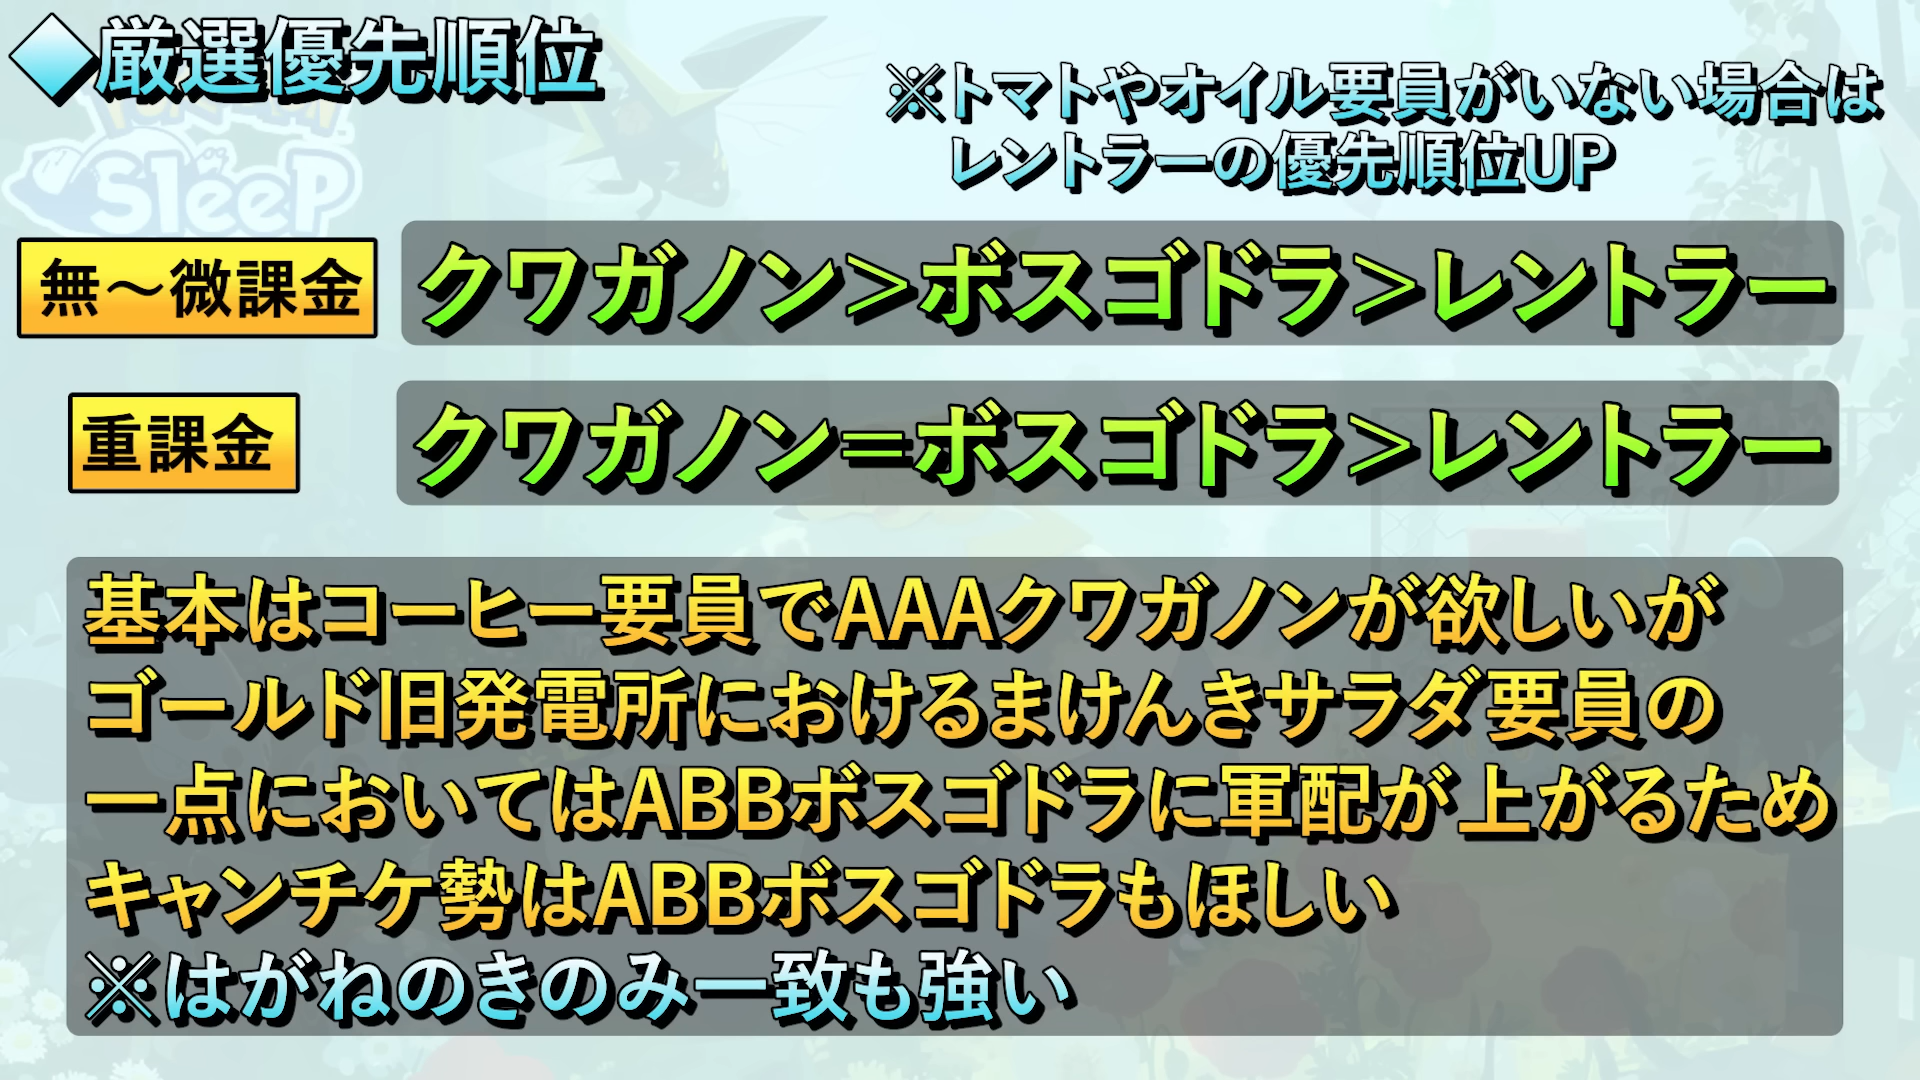 ◆厳選優先順位
※トマトやオイル要員がいない場合は
レントラーの優先順位UP
Sleep
無～微課金
クワガノン>ボスゴドラ>レントラー
重課金
クワガノン=ボスゴドラ>レントラー
基本はコーヒー要員でAAAクワガノンが欲しいが
ゴールド旧発電所におけるまけんきサラダ要員の
一点においてはABBボスゴドラに軍配が上がるため
キャンチケ勢はABBボスゴドラもほしい
※はがねのきのみ一致も強い